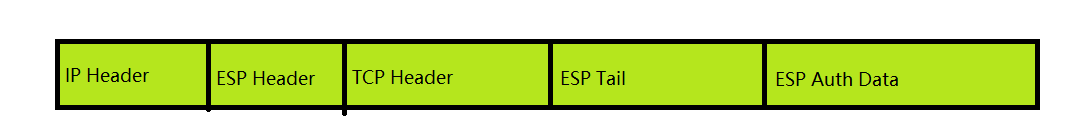 IP Header
ESP Header
TCP Header
ESP Tail
ESP Auth Data